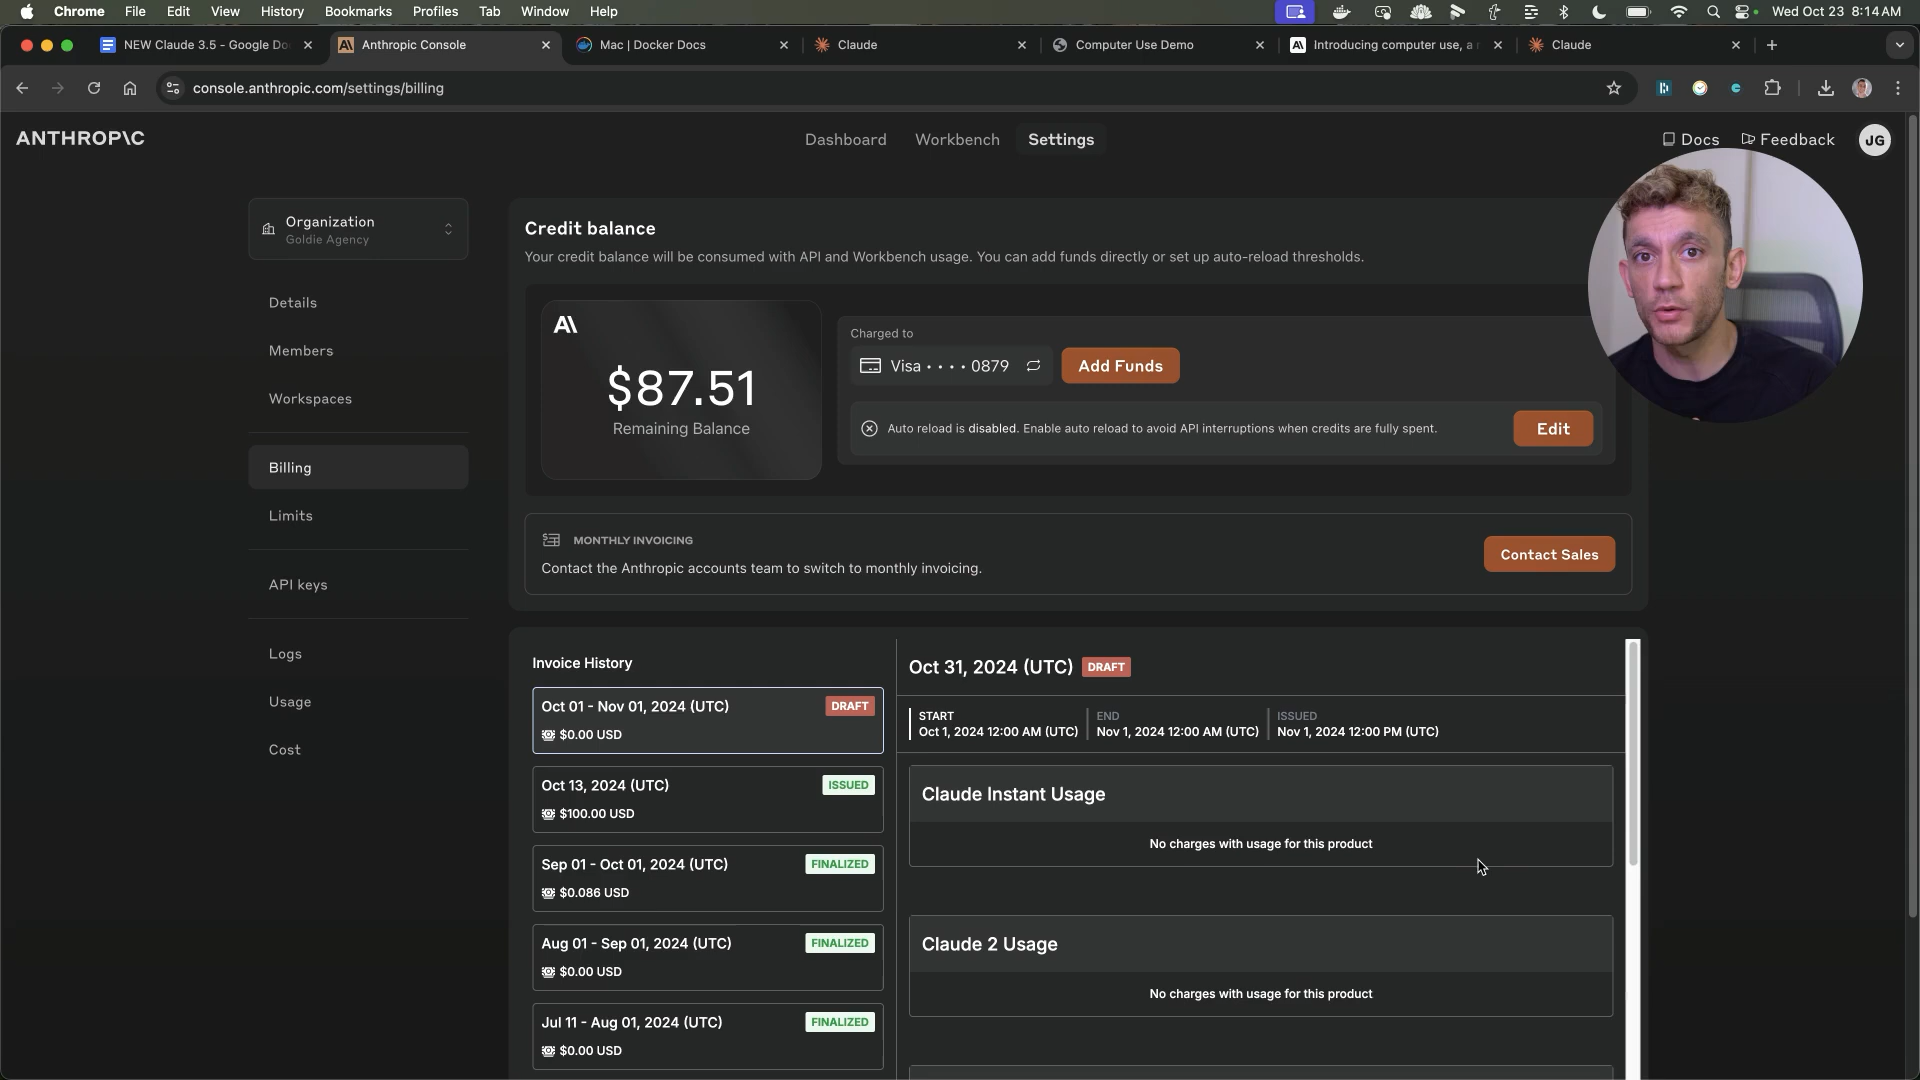 Chrome File Edit View History Bookmarks Profiles Tab Window Help
Wed Oct 23 8:14 AM
NEW Claude 3.5 - Google Do
Anthropic Console
Mac | Docker Docs
Claude
Computer Use Demo
Introducing computer use, a
Claude
console.anthropic.com/settings/billing
ANTHROP\C
Dashboard Workbench Settings
Docs Feedback JG
Organization
Goldie Agency
Details
Members
Workspaces
Billing
Limits
API keys
Logs
Usage
Cost
Credit balance
Your credit balance will be consumed with API and Workbench usage. You can add funds directly or set up auto-reload thresholds.
A\
$87.51
Remaining Balance
Charged to
Visa • • • • 0879
Add Funds
Auto reload is disabled. Enable auto reload to avoid API interruptions when credits are fully spent.
Edit
MONTHLY INVOICING
Contact the Anthropic accounts team to switch to monthly invoicing.
Contact Sales
Invoice History
Oct 01 - Nov 01, 2024 (UTC) DRAFT
$0.00 USD
Oct 13, 2024 (UTC) ISSUED
$100.00 USD
Sep 01 - Oct 01, 2024 (UTC) FINALIZED
$0.086 USD
Aug 01 - Sep 01, 2024 (UTC) FINALIZED
$0.00 USD
Jul 11 - Aug 01, 2024 (UTC) FINALIZED
$0.00 USD
Oct 31, 2024 (UTC) DRAFT
START
Oct 1, 2024 12:00 AM (UTC)
END
Nov 1, 2024 12:00 AM (UTC)
ISSUED
Nov 1, 2024 12:00 PM (UTC)
Claude Instant Usage
No charges with usage for this product
Claude 2 Usage
No charges with usage for this product